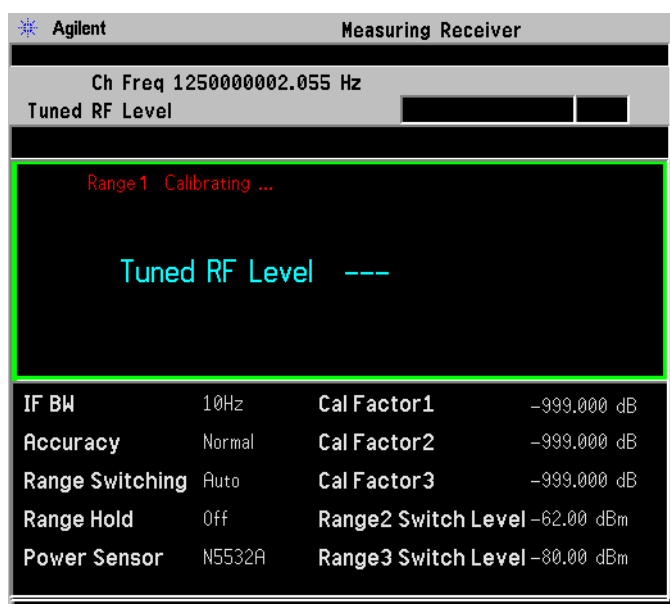 Agilent Measuring Receiver
Ch Freq 1250000002.055 Hz
Tuned RF Level
Range 1 Calibrating ...
Tuned RF Level ---
IF BW 10Hz Cal Factor1 -999.000 dB
Accuracy Normal Cal Factor2 -999.000 dB
Range Switching Auto Cal Factor3 -999.000 dB
Range Hold Off Range2 Switch Level -62.00 dBm
Power Sensor N5532A Range3 Switch Level -80.00 dBm